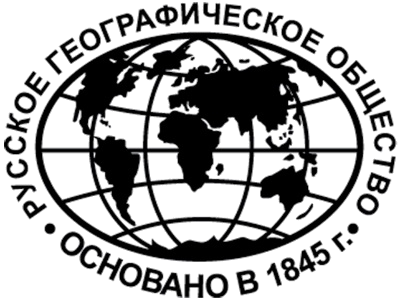 РУССКОЕ ГЕОГРАФИЧЕСКОЕ ОБЩЕСТВО
• ОСНОВАНО В 1845 г. •